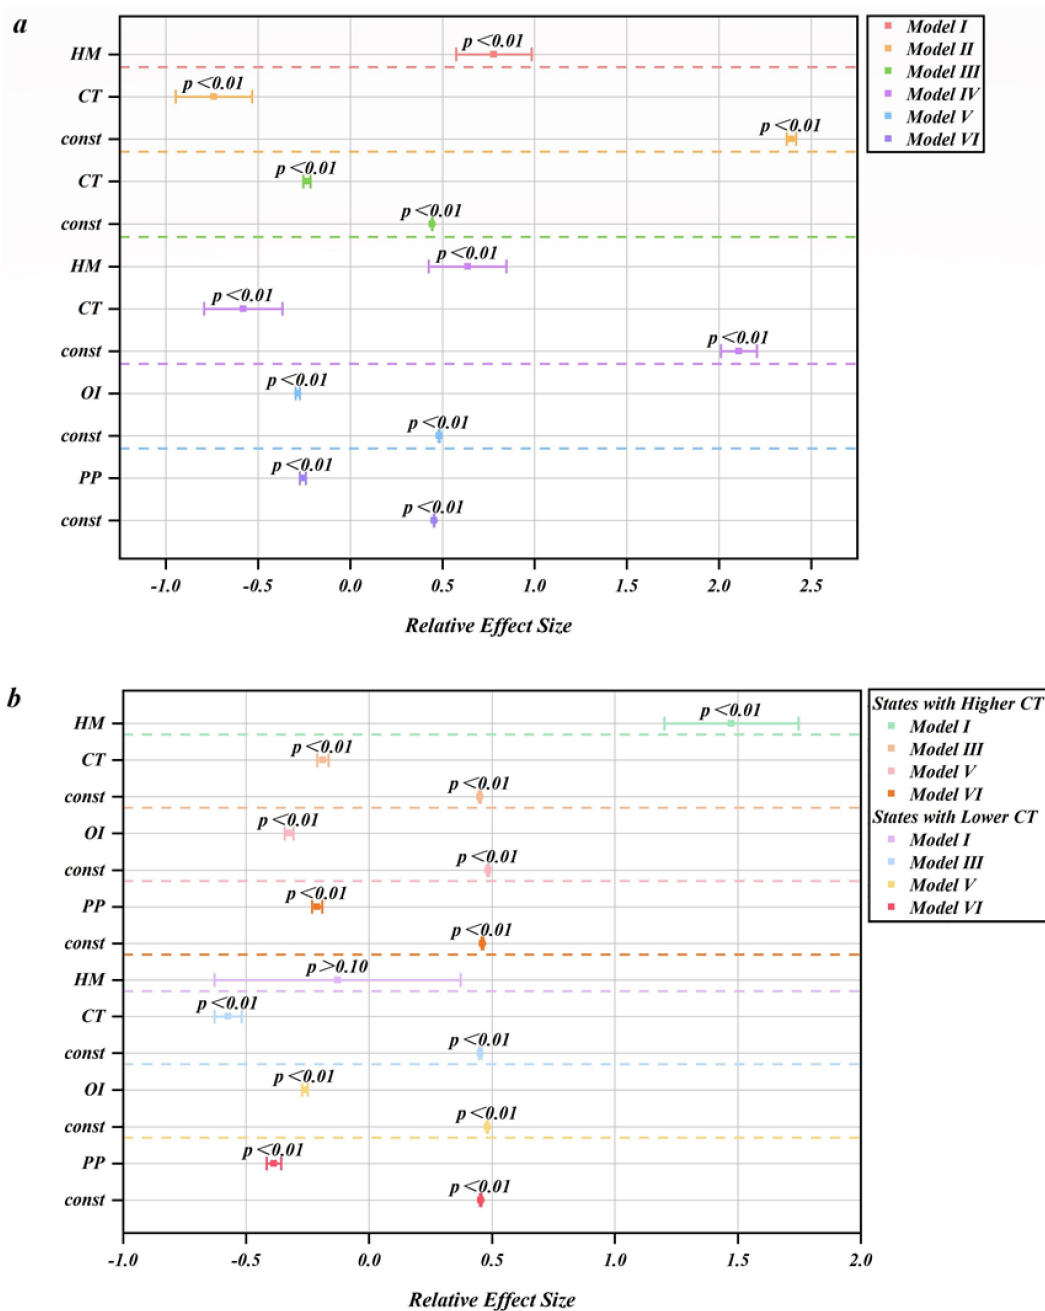 a
HM
p<0.01
CT
p<0.01
const
p<0.01
CT
p<0.01
const
p<0.01
HM
p<0.01
CT
p<0.01
const
p<0.01
OI
p<0.01
const
p<0.01
PP
p<0.01
const
p<0.01
-1.0 -0.5 0.0 0.5 1.0 1.5 2.0 2.5
Relative Effect Size
Model I
Model II
Model III
Model IV
Model V
Model VI
b
HM
p<0.01
CT
p<0.01
const
p<0.01
OI
p<0.01
const
p<0.01
PP
p<0.01
const
p<0.01
HM
p>0.10
CT
p<0.01
const
p<0.01
OI
p<0.01
const
p<0.01
PP
p<0.01
const
p<0.01
-1.0 -0.5 0.0 0.5 1.0 1.5 2.0
Relative Effect Size
States with Higher CT
Model I
Model III
Model V
Model VI
States with Lower CT
Model I
Model III
Model V
Model VI